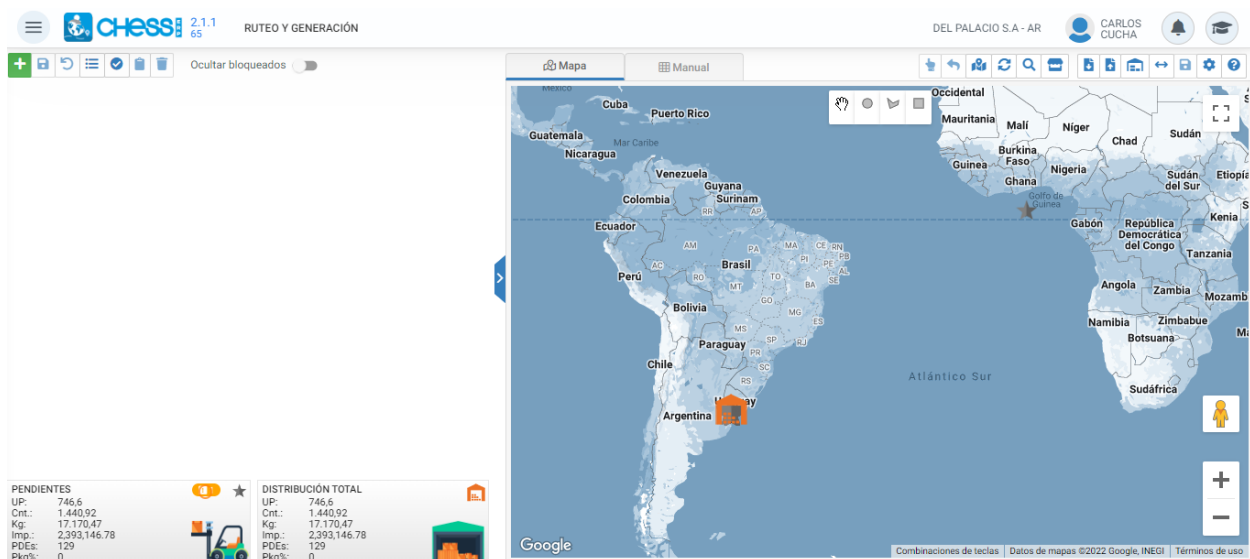 CHESS ERP
2.1.1
65
RUTEO Y GENERACIÓN
DEL PALACIO S.A - AR
CARLOS
CUCHA
Ocultar bloqueados
Mapa
Manual
México
Cuba
Puerto Rico
Guatemala
Mar Caribe
Nicaragua
Venezuela
Guyana
Colombia
Surinam
RR
AP
Ecuador
AM
PA
MA
CE
RN
PB
PI
PE
AL
SE
AC
Brasil
TO
BA
Perú
RO
MT
GO
Bolivia
MG
ES
MS
Paraguay
SP
RJ
PR
Chile
SC
RS
Argentina
Occidental
Mauritania
Malí
Níger
Chad
Sudán
Burkina
Faso
Guinea
Nigeria
Ghana
Sudán
del Sur
Etiopía
Golfo de
Guinea
Gabón
República
Democrática
del Congo
Kenia
Tanzania
Angola
Zambia
Mozamb
Namibia
Zimbabue
Botsuana
Ma
Sudáfrica
Atlántico Sur
PENDIENTES
UP: 746,6
Cnt.: 1.440,92
Kg: 17.170,47
Imp.: 2,393,146.78
PDEs: 129
Pkg%: 0
DISTRIBUCIÓN TOTAL
UP: 746,6
Cnt.: 1.440,92
Kg: 17.170,47
Imp.: 2,393,146.78
PDEs: 129
Pkg%: 0
Google
Combinaciones de teclas
Datos de mapas ©2022 Google, INEGI
Términos de uso